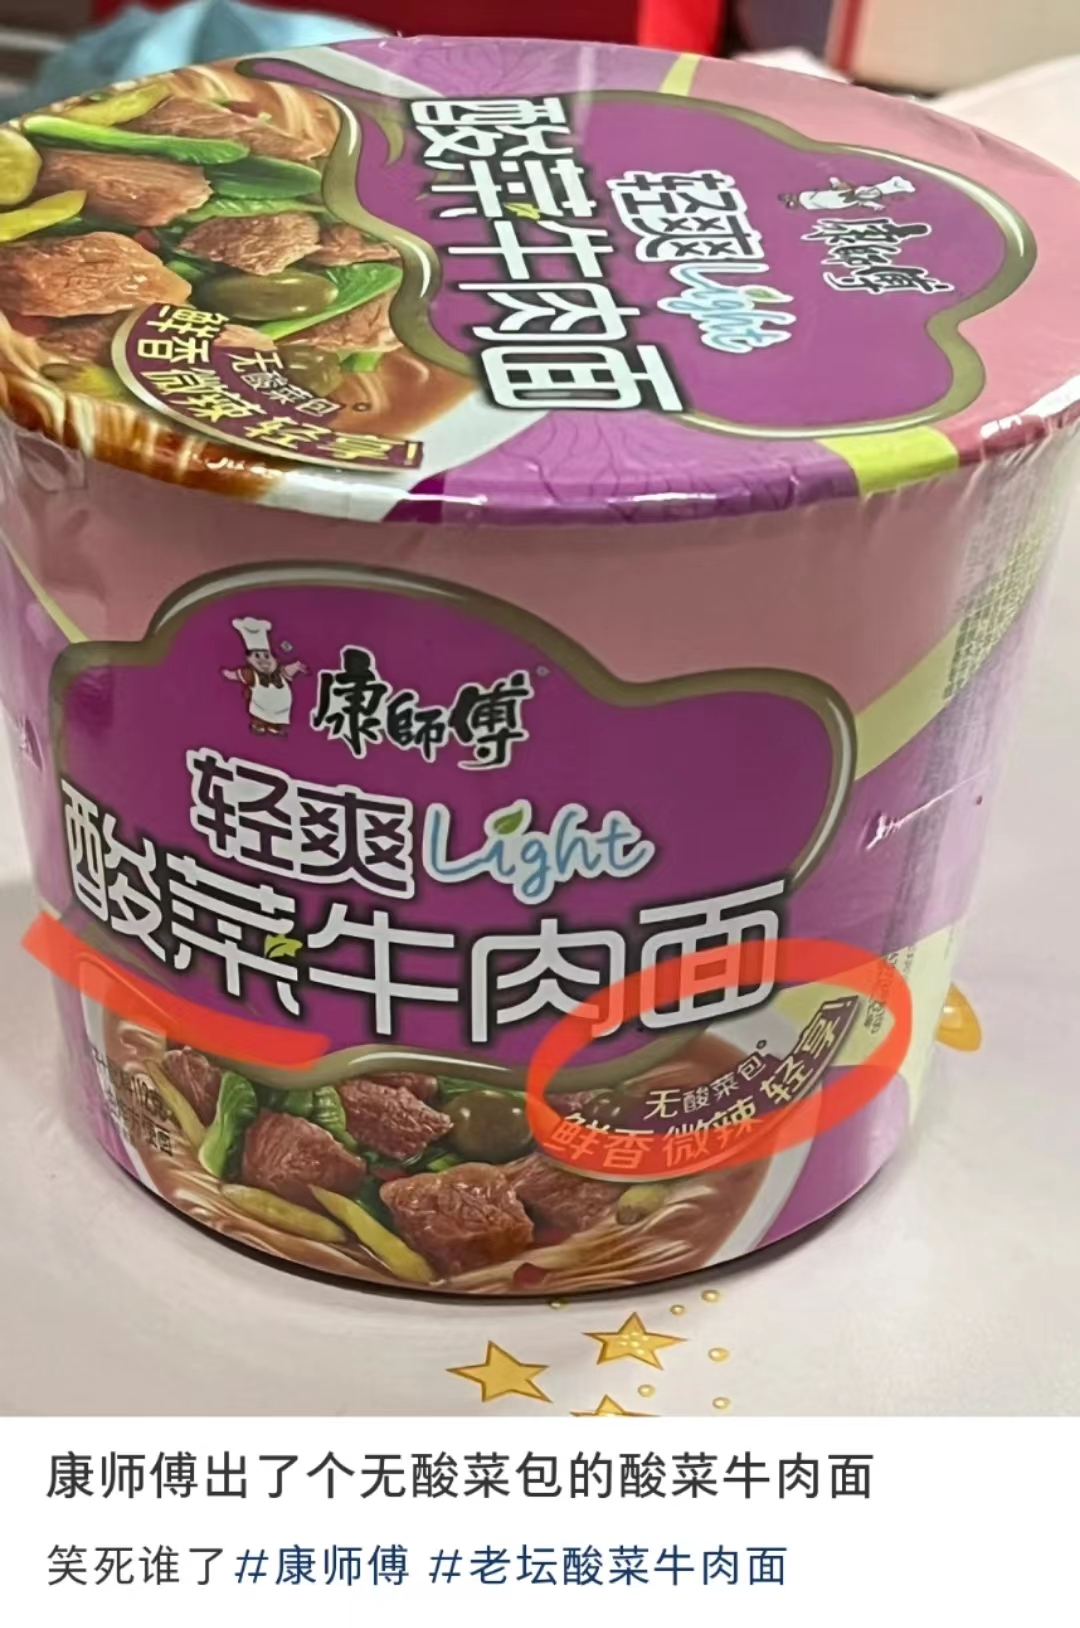 康师傅
轻爽Light
酸菜牛肉面
无酸菜包
鲜香微辣
康師傅
轻爽Light
酸菜牛肉面
无酸菜包
鲜香微辣 轻享!
康师傅出了个无酸菜包的酸菜牛肉面
笑死谁了#康师傅 #老坛酸菜牛肉面